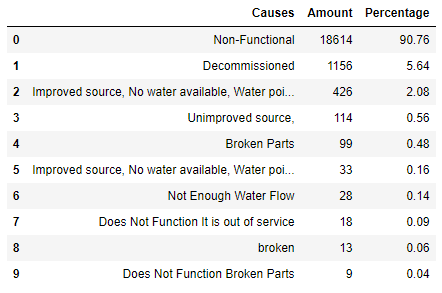 Causes Amount Percentage
0 Non-Functional 18614 90.76
1 Decommissioned 1156 5.64
2 Improved source, No water available, Water poi... 426 2.08
3 Unimproved source, 114 0.56
4 Broken Parts 99 0.48
5 Improved source, No water available, Water poi... 33 0.16
6 Not Enough Water Flow 28 0.14
7 Does Not Function It is out of service 18 0.09
8 broken 13 0.06
9 Does Not Function Broken Parts 9 0.04